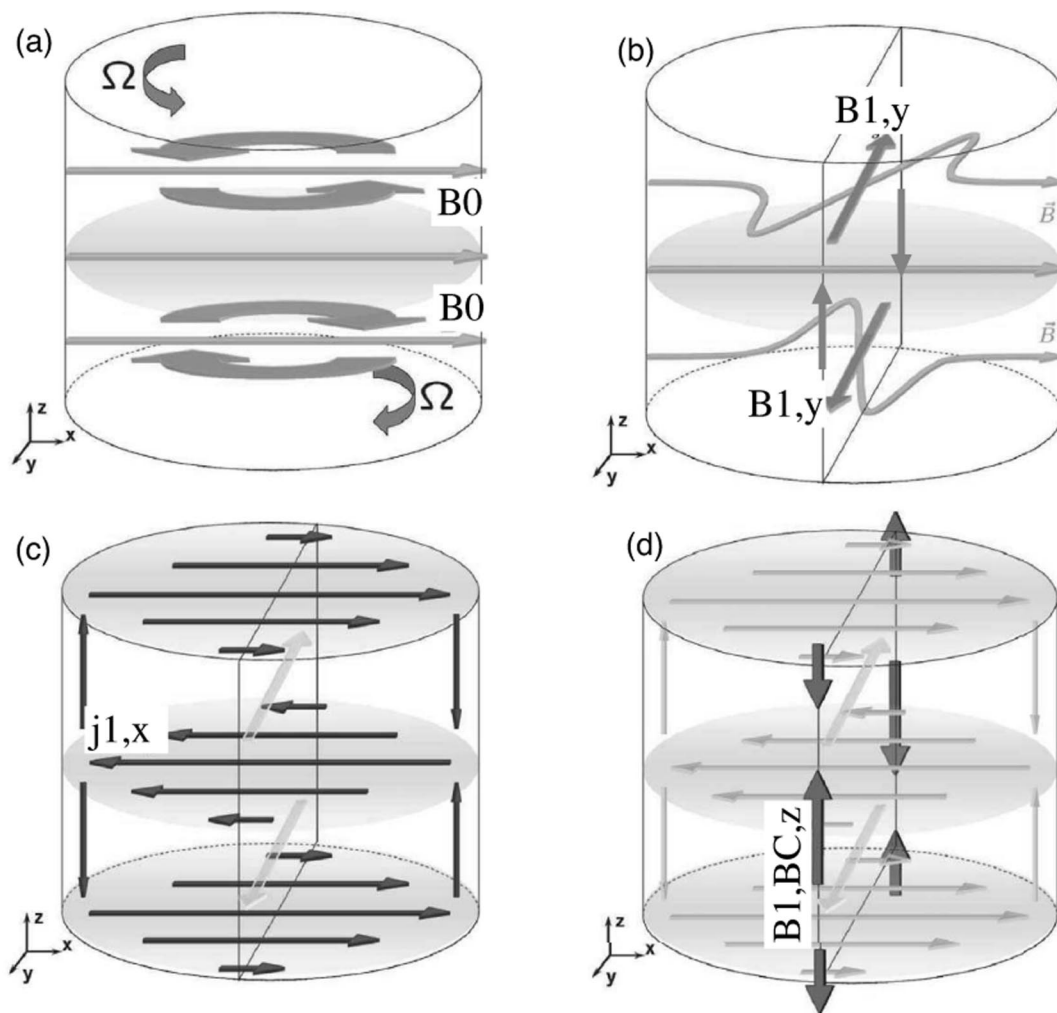 (a)
Ω
B0
B0
Ω
z
x
y
(b)
B1,y
B⃗
B⃗
B1,y
z
x
y
(c)
j1,x
z
x
y
(d)
B1,BC,z
z
x
y